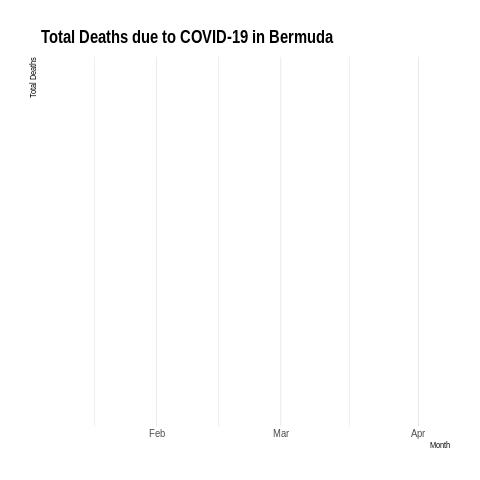 Total Deaths due to COVID-19 in Bermuda
Total Deaths
Feb Mar Apr
Month